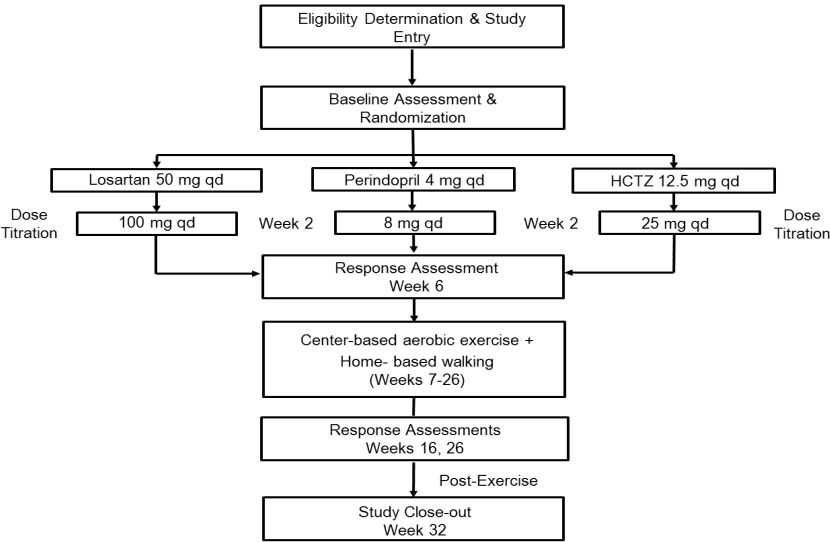 Eligibility Determination & Study
Entry
Baseline Assessment &
Randomization
Losartan 50 mg qd
Perindopril 4 mg qd
HCTZ 12.5 mg qd
Dose
Titration
100 mg qd
Week 2
8 mg qd
Week 2
25 mg qd
Dose
Titration
Response Assessment
Week 6
Center-based aerobic exercise +
Home- based walking
(Weeks 7-26)
Response Assessments
Weeks 16, 26
Post-Exercise
Study Close-out
Week 32